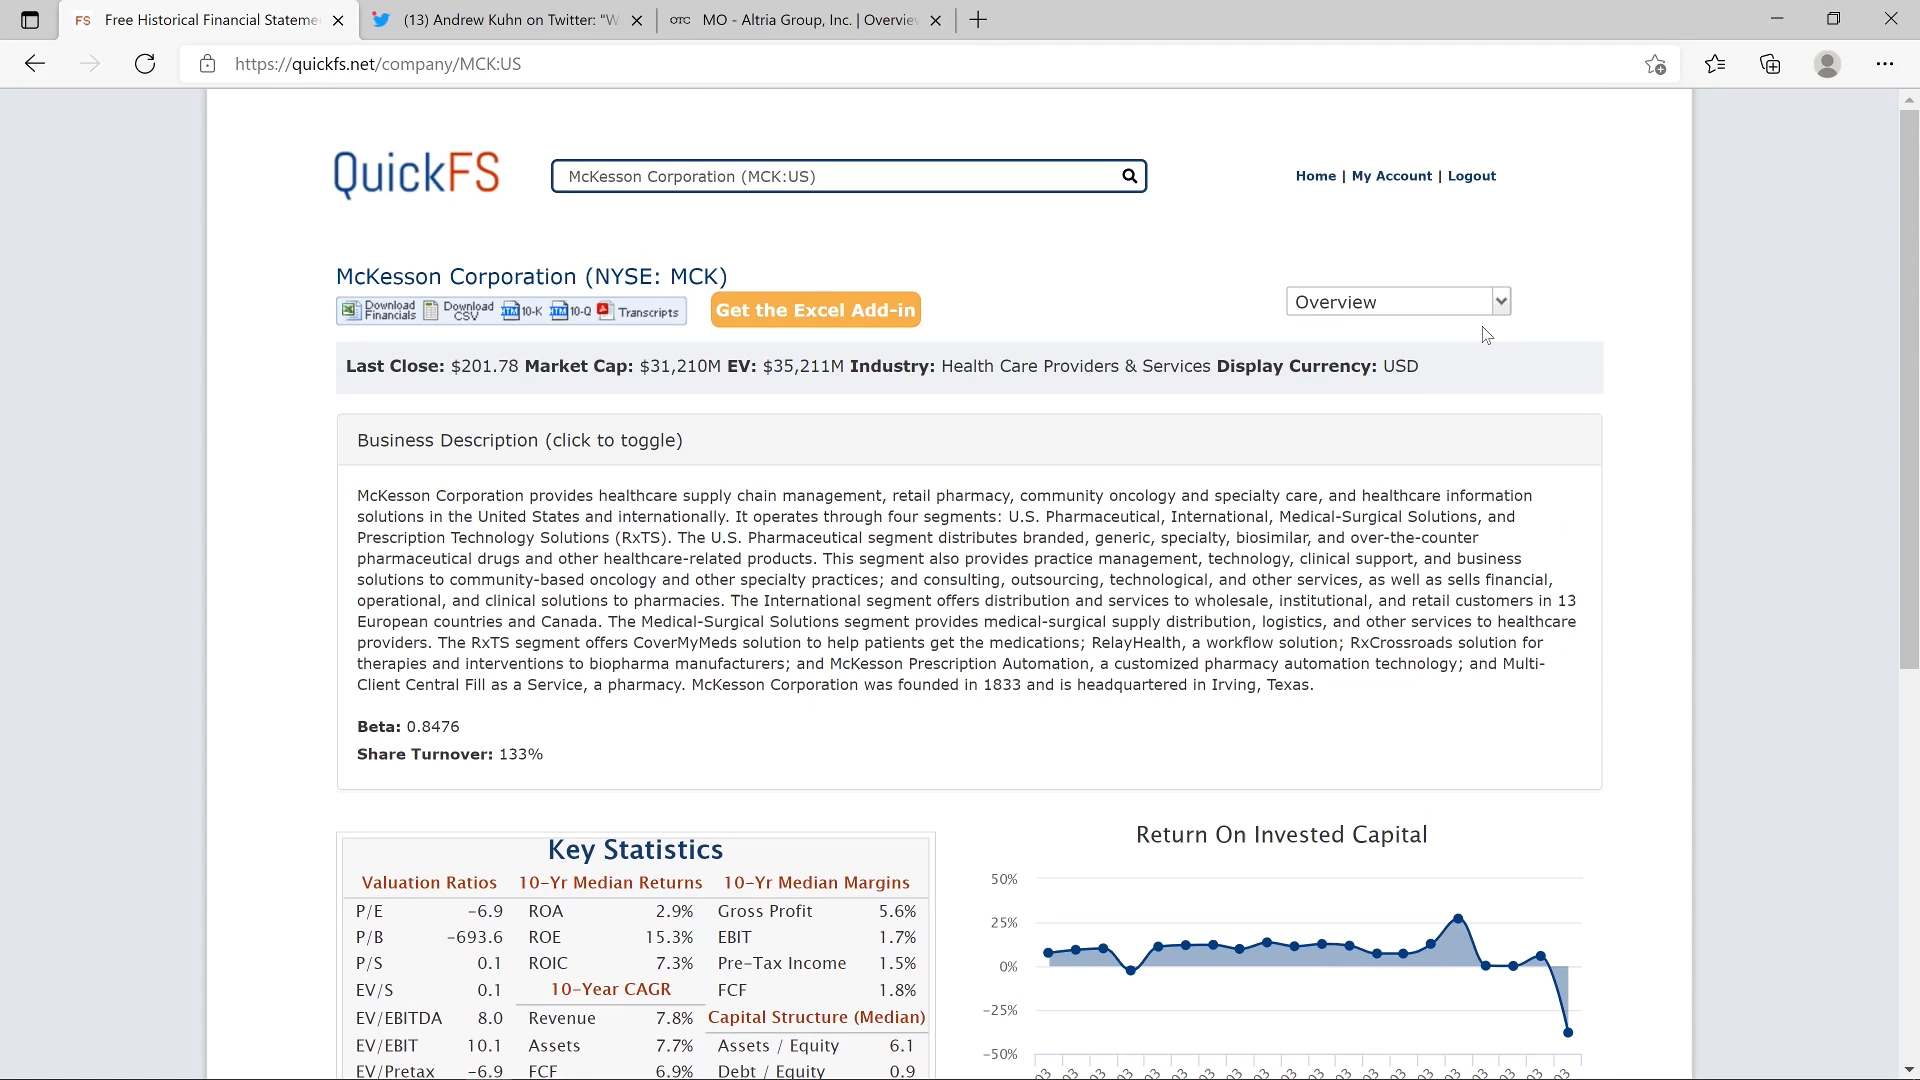 Free Historical Financial Stateme
(13) Andrew Kuhn on Twitter: "W
OTC MO - Altria Group, Inc. | Overvie
https://quickfs.net/company/MCK:US
QuickFS
McKesson Corporation (MCK:US)
Home | My Account | Logout
McKesson Corporation (NYSE: MCK)
Download Financials Download CSV 10-K 10-Q Transcripts
Get the Excel Add-in
Overview
Last Close: $201.78 Market Cap: $31,210M EV: $35,211M Industry: Health Care Providers & Services Display Currency: USD
Business Description (click to toggle)
McKesson Corporation provides healthcare supply chain management, retail pharmacy, community oncology and specialty care, and healthcare information
solutions in the United States and internationally. It operates through four segments: U.S. Pharmaceutical, International, Medical-Surgical Solutions, and
Prescription Technology Solutions (RxTS). The U.S. Pharmaceutical segment distributes branded, generic, specialty, biosimilar, and over-the-counter
pharmaceutical drugs and other healthcare-related products. This segment also provides practice management, technology, clinical support, and business
solutions to community-based oncology and other specialty practices; and consulting, outsourcing, technological, and other services, as well as sells financial,
operational, and clinical solutions to pharmacies. The International segment offers distribution and services to wholesale, institutional, and retail customers in 13
European countries and Canada. The Medical-Surgical Solutions segment provides medical-surgical supply distribution, logistics, and other services to healthcare
providers. The RxTS segment offers CoverMyMeds solution to help patients get the medications; RelayHealth, a workflow solution; RxCrossroads solution for
therapies and interventions to biopharma manufacturers; and McKesson Prescription Automation, a customized pharmacy automation technology; and Multi-
Client Central Fill as a Service, a pharmacy. McKesson Corporation was founded in 1833 and is headquartered in Irving, Texas.
Beta: 0.8476
Share Turnover: 133%
Key Statistics
Valuation Ratios 10-Yr Median Returns 10-Yr Median Margins
P/E -6.9 ROA 2.9% Gross Profit 5.6%
P/B -693.6 ROE 15.3% EBIT 1.7%
P/S 0.1 ROIC 7.3% Pre-Tax Income 1.5%
EV/S 0.1 10-Year CAGR FCF 1.8%
EV/EBITDA 8.0 Revenue 7.8% Capital Structure (Median)
EV/EBIT 10.1 Assets 7.7% Assets / Equity 6.1
EV/Pretax -6.9 FCF 6.9% Debt / Equity 0.9
Return On Invested Capital
50%
25%
0%
-25%
-50%